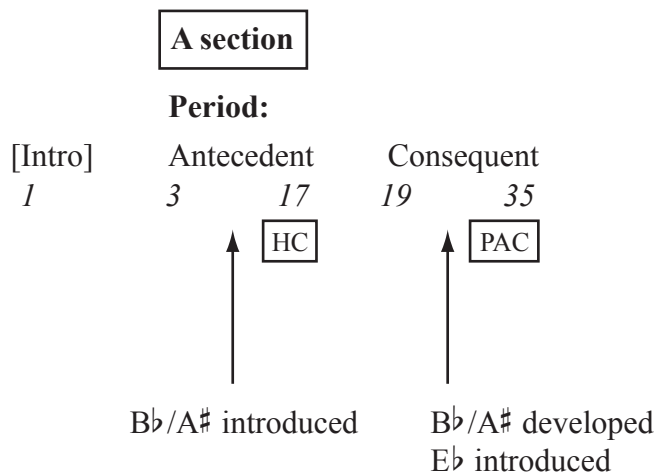 A section
Period:
[Intro] Antecedent Consequent
1 3 17 19 35
HC PAC
B♭/A♯ introduced B♭/A♯ developed
E♭ introduced